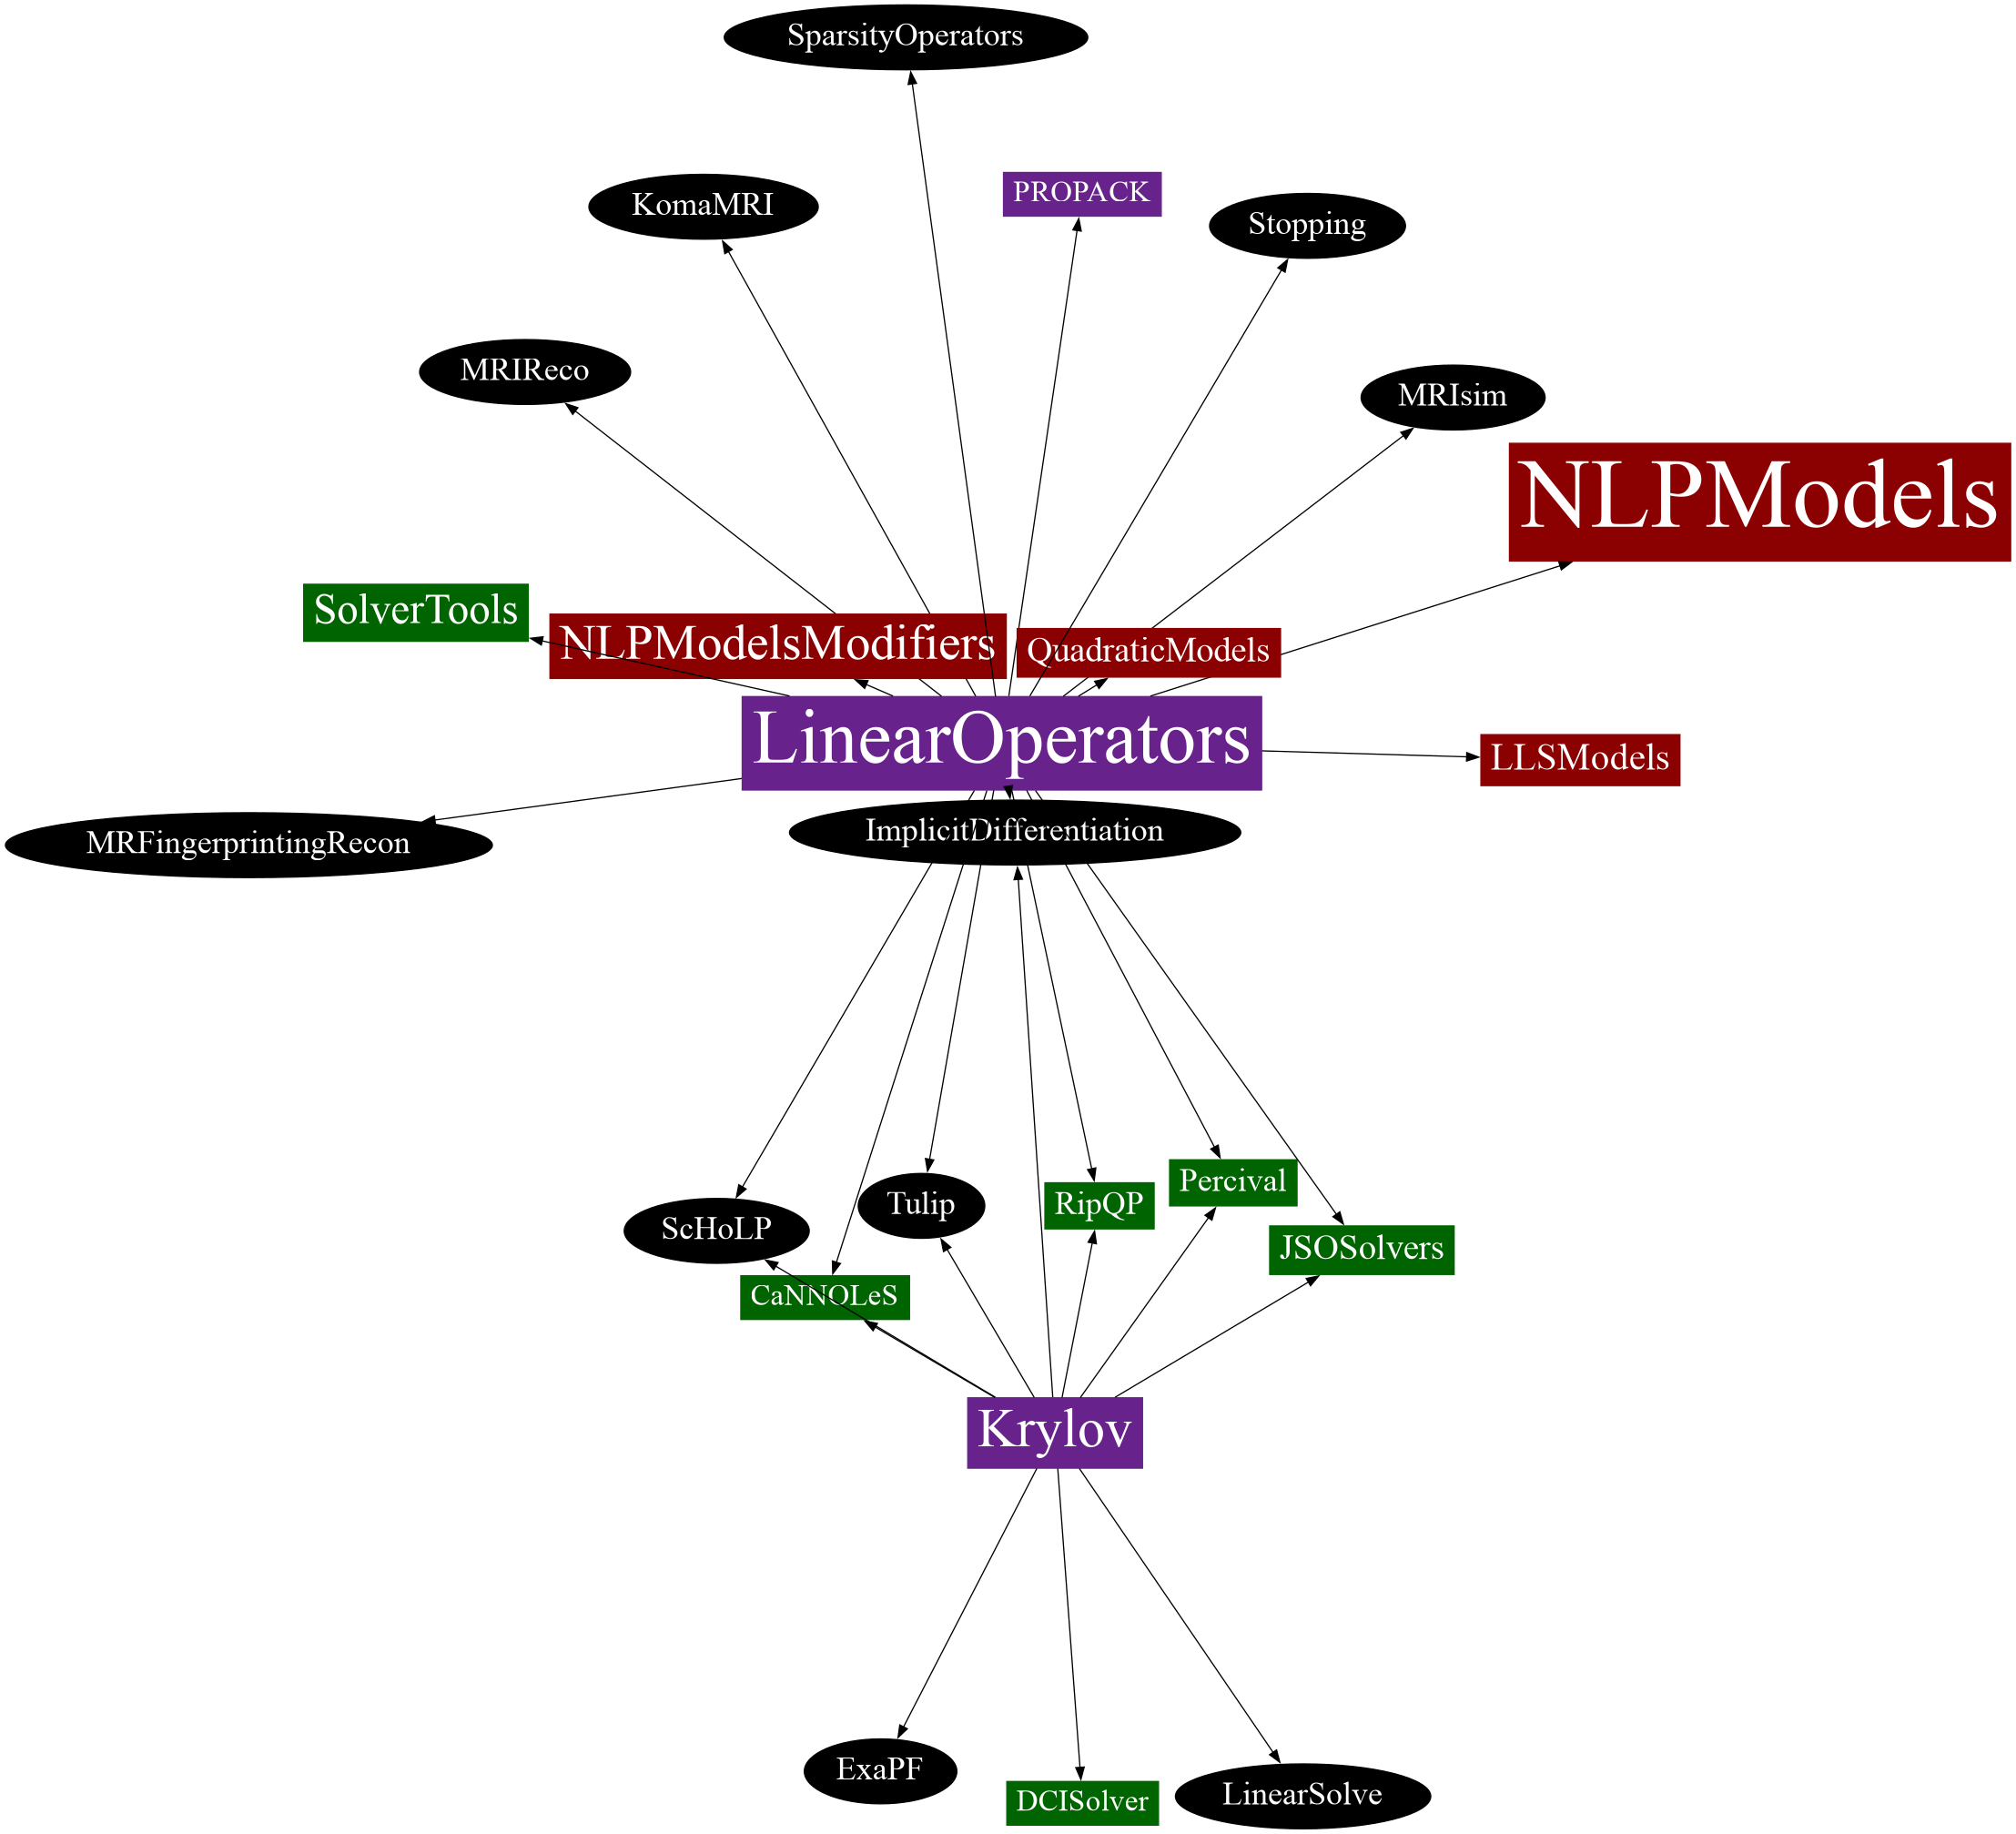 SparsityOperators
PROPACK
KomaMRI
Stopping
MRIReco
MRIsim
NLPModels
SolverTools
NLPModelsModifiers
QuadraticModels
LinearOperators
LLSModels
ImplicitDifferentiation
MRFingerprintingRecon
Percival
Tulip
RipQP
ScHoLP
JSOSolvers
CaNNOLeS
Krylov
ExaPF
LinearSolve
DCISolver